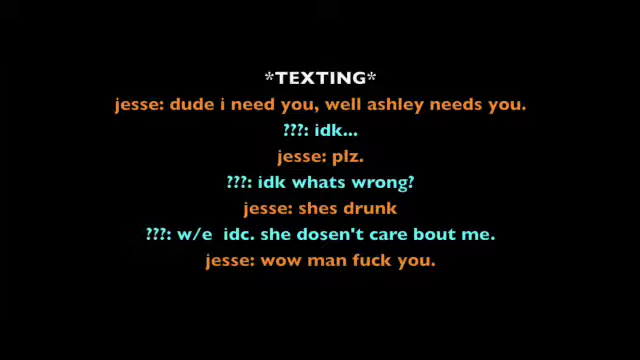 *TEXTING*
jesse: dude i need you, well ashley needs you.
???: idk...
jesse: plz.
???: idk whats wrong?
jesse: shes drunk
???: w/e  idc. she dosen't care bout me.
jesse: wow man fuck you.